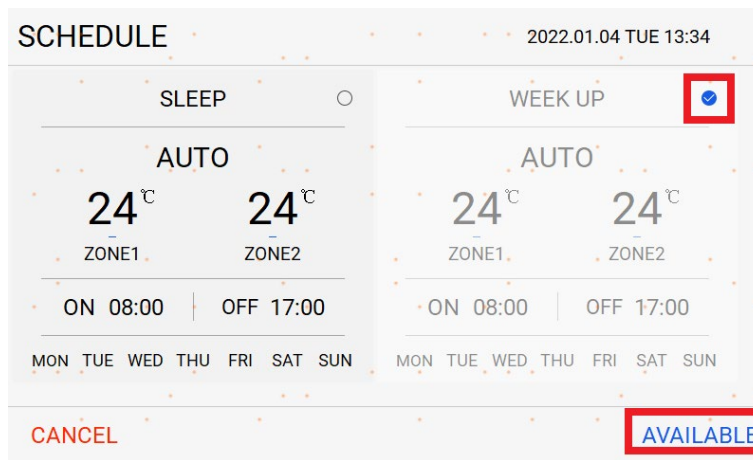 SCHEDULE 2022.01.04 TUE 13:34
SLEEP
AUTO
24℃ 24℃
ZONE1 ZONE2
ON 08:00 OFF 17:00
MON TUE WED THU FRI SAT SUN
WEEK UP
AUTO
24℃ 24℃
ZONE1 ZONE2
ON 08:00 OFF 17:00
MON TUE WED THU FRI SAT SUN
CANCEL AVAILABLE